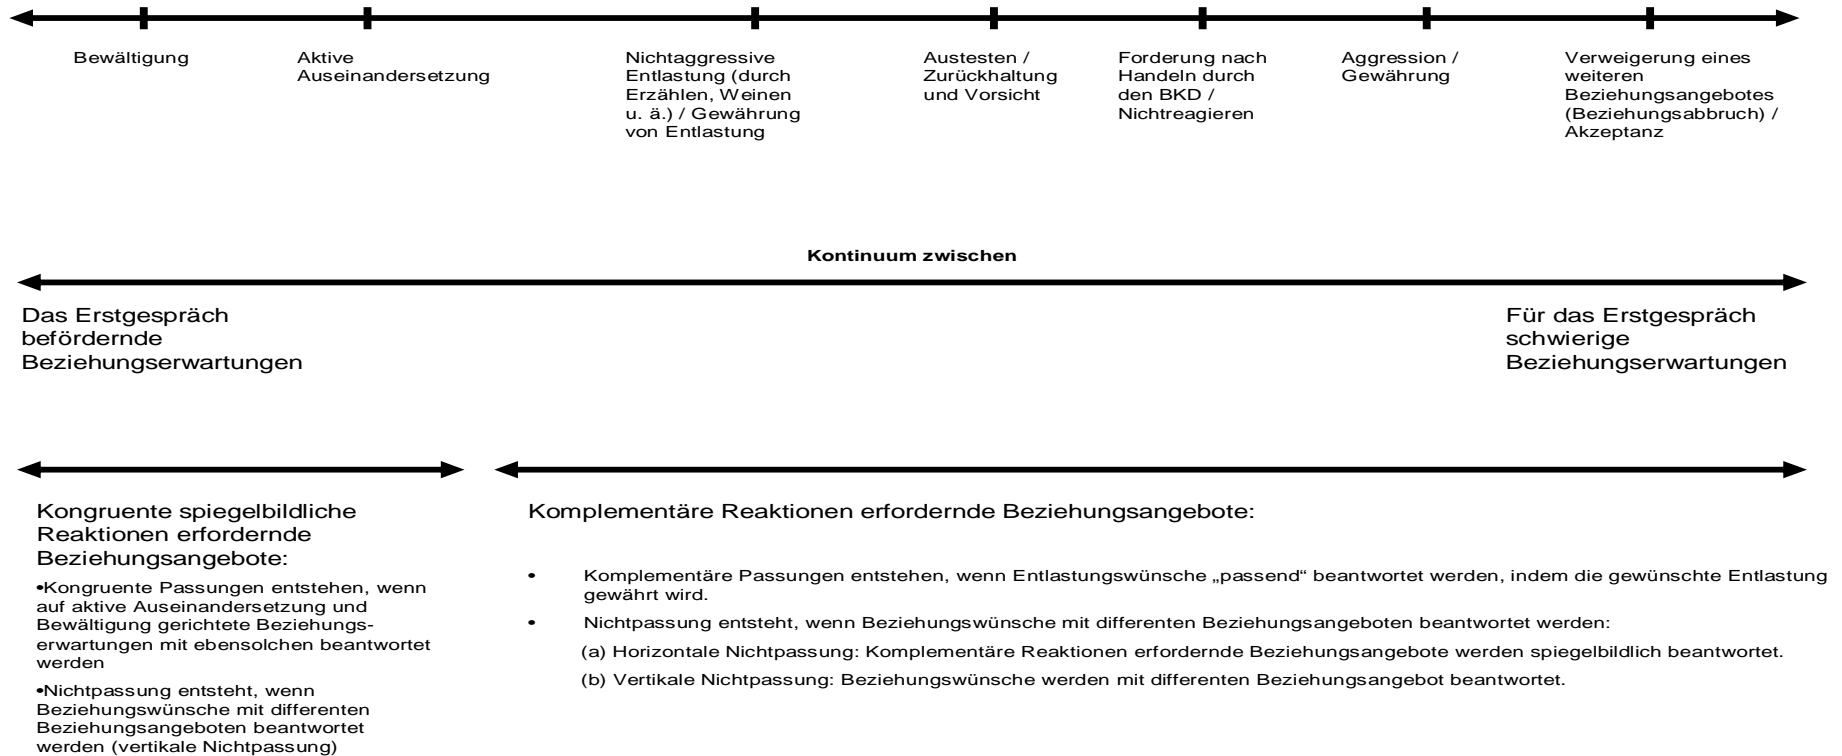 Bewältigung
Aktive
Auseinandersetzung
Nichtaggressive
Entlastung (durch
Erzählen, Weinen
u. ä.) / Gewährung
von Entlastung
Austesten /
Zurückhaltung
und Vorsicht
Forderung nach
Handeln durch
den BKD /
Nichtreagieren
Aggression /
Gewährung
Verweigerung eines
weiteren
Beziehungsangebotes
(Beziehungsabbruch) /
Akzeptanz
Kontinuum zwischen
Das Erstgespräch
befördernde
Beziehungserwartungen
Für das Erstgespräch
schwierige
Beziehungserwartungen
Kongruente spiegelbildliche
Reaktionen erfordernde
Beziehungsangebote:
•Kongruente Passungen entstehen, wenn
auf aktive Auseinandersetzung und
Bewältigung gerichtete Beziehungs-
erwartungen mit ebensolchen beantwortet
werden
•Nichtpassung entsteht, wenn
Beziehungswünsche mit differenten
Beziehungsangeboten beantwortet
werden (vertikale Nichtpassung)
Komplementäre Reaktionen erfordernde Beziehungsangebote:
• Komplementäre Passungen entstehen, wenn Entlastungswünsche „passend“ beantwortet werden, indem die gewünschte Entlastung
gewährt wird.
• Nichtpassung entsteht, wenn Beziehungswünsche mit differenten Beziehungsangeboten beantwortet werden:
(a) Horizontale Nichtpassung: Komplementäre Reaktionen erfordernde Beziehungsangebote werden spiegelbildlich beantwortet.
(b) Vertikale Nichtpassung: Beziehungswünsche werden mit differenten Beziehungsangebot beantwortet.